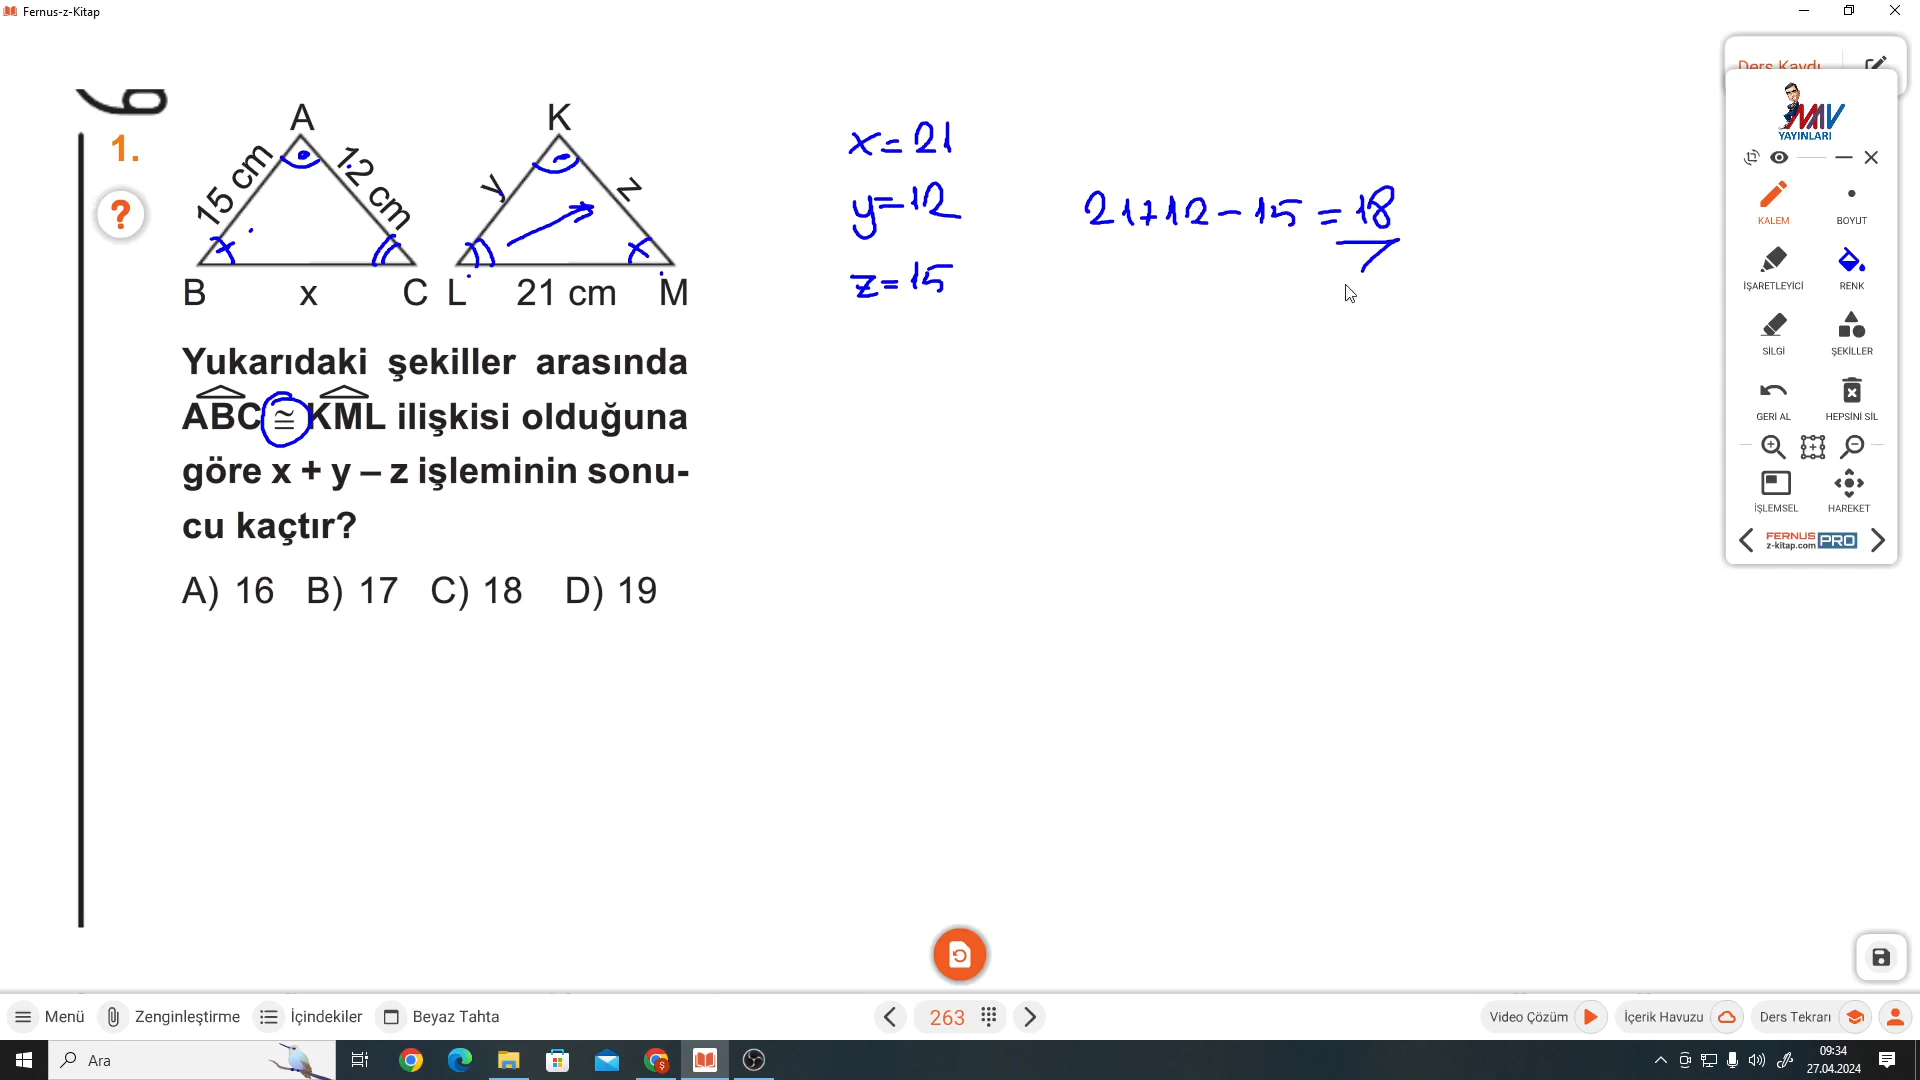 Fernus-z-Kitap
Ders Kaydı
MAV
YAYINLARI
1.
?
A
15 cm
12 cm
B
x
C
K
y
z
L
21 cm
M
x = 21
y = 12
z = 15
21 + 12 - 15 = 18
Yukarıdaki şekiller arasında
ABC ≅ KML ilişkisi olduğuna
göre x + y – z işleminin sonu-
cu kaçtır?
A) 16 B) 17 C) 18 D) 19
KALEM
BOYUT
İŞARETLEYİCİ
RENK
SİLGİ
ŞEKİLLER
GERİ AL
HEPSİNİ SİL
İŞLEMSEL
HAREKET
FERNUS
z-kitap.com
PRO
Menü
Zenginleştirme
İçindekiler
Beyaz Tahta
263
Video Çözüm
İçerik Havuzu
Ders Tekrarı
Ara
09:34
27.04.2024